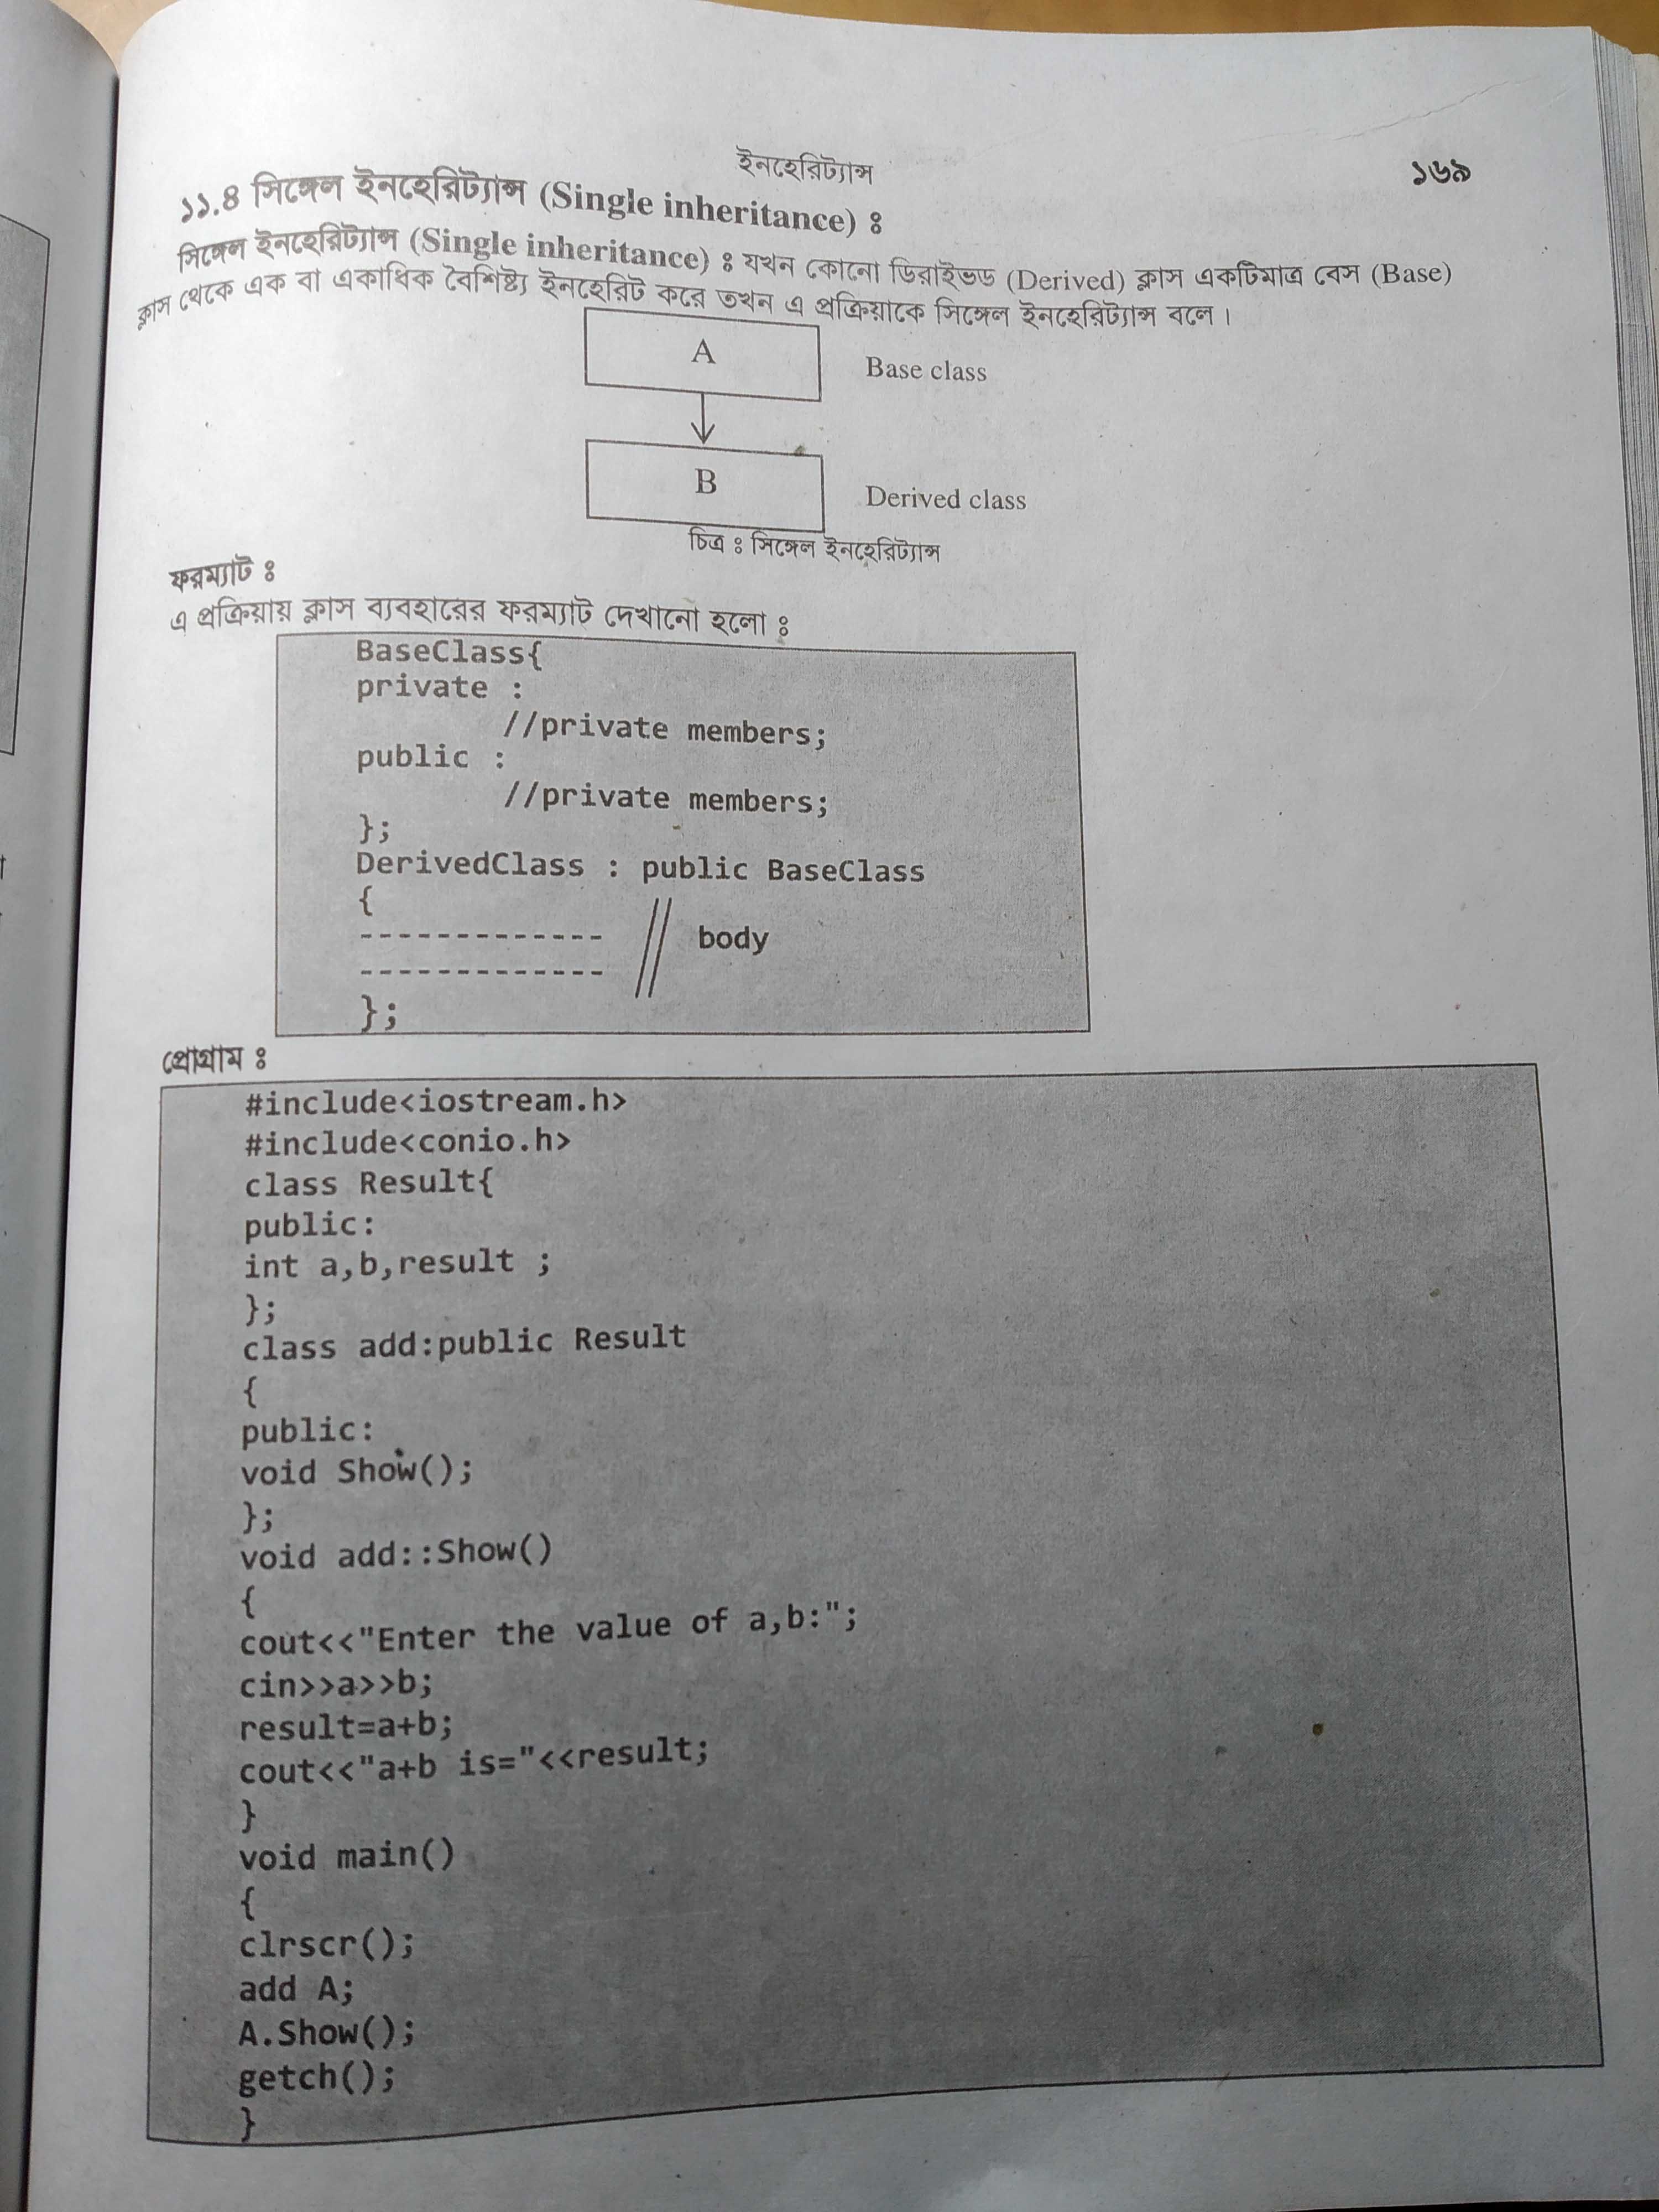 ইনহেরিট্যান্স
১৬৯
১১.৪ সিঙ্গেল ইনহেরিট্যান্স (Single inheritance) ঃ
সিঙ্গেল ইনহেরিট্যান্স (Single inheritance) ঃ যখন কোনো ডিরাইভড (Derived) ক্লাস একটিমাত্র বেস (Base)
ক্লাস থেকে এক বা একাধিক বৈশিষ্ট্য ইনহেরিট করে তখন এ প্রক্রিয়াকে সিঙ্গেল ইনহেরিট্যান্স বলে।
A
Base class
B
Derived class
চিত্র ঃ সিঙ্গেল ইনহেরিট্যান্স
ফরম্যাট ঃ
এ প্রক্রিয়ায় ক্লাস ব্যবহারের ফরম্যাট দেখানো হলো ঃ
BaseClass{
private :
//private members;
public :
//private members;
};
DerivedClass : public BaseClass
{
-------------
// body
-------------
};
প্রোগ্রাম ঃ
#include<iostream.h>
#include<conio.h>
class Result{
public:
int a,b,result ;
};
class add:public Result
{
public:
void Show();
};
void add::Show()
{
cout<<"Enter the value of a,b:";
cin>>a>>b;
result=a+b;
cout<<"a+b is="<<result;
}
void main()
{
clrscr();
add A;
A.Show();
getch();
}